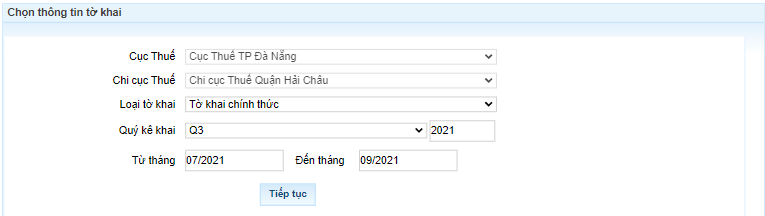 Chọn thông tin tờ khai
Cục Thuế Cục Thuế TP Đà Nẵng
Chi cục Thuế Chi cục Thuế Quận Hải Châu
Loại tờ khai Tờ khai chính thức
Quý kê khai Q3 2021
Từ tháng 07/2021 Đến tháng 09/2021
Tiếp tục